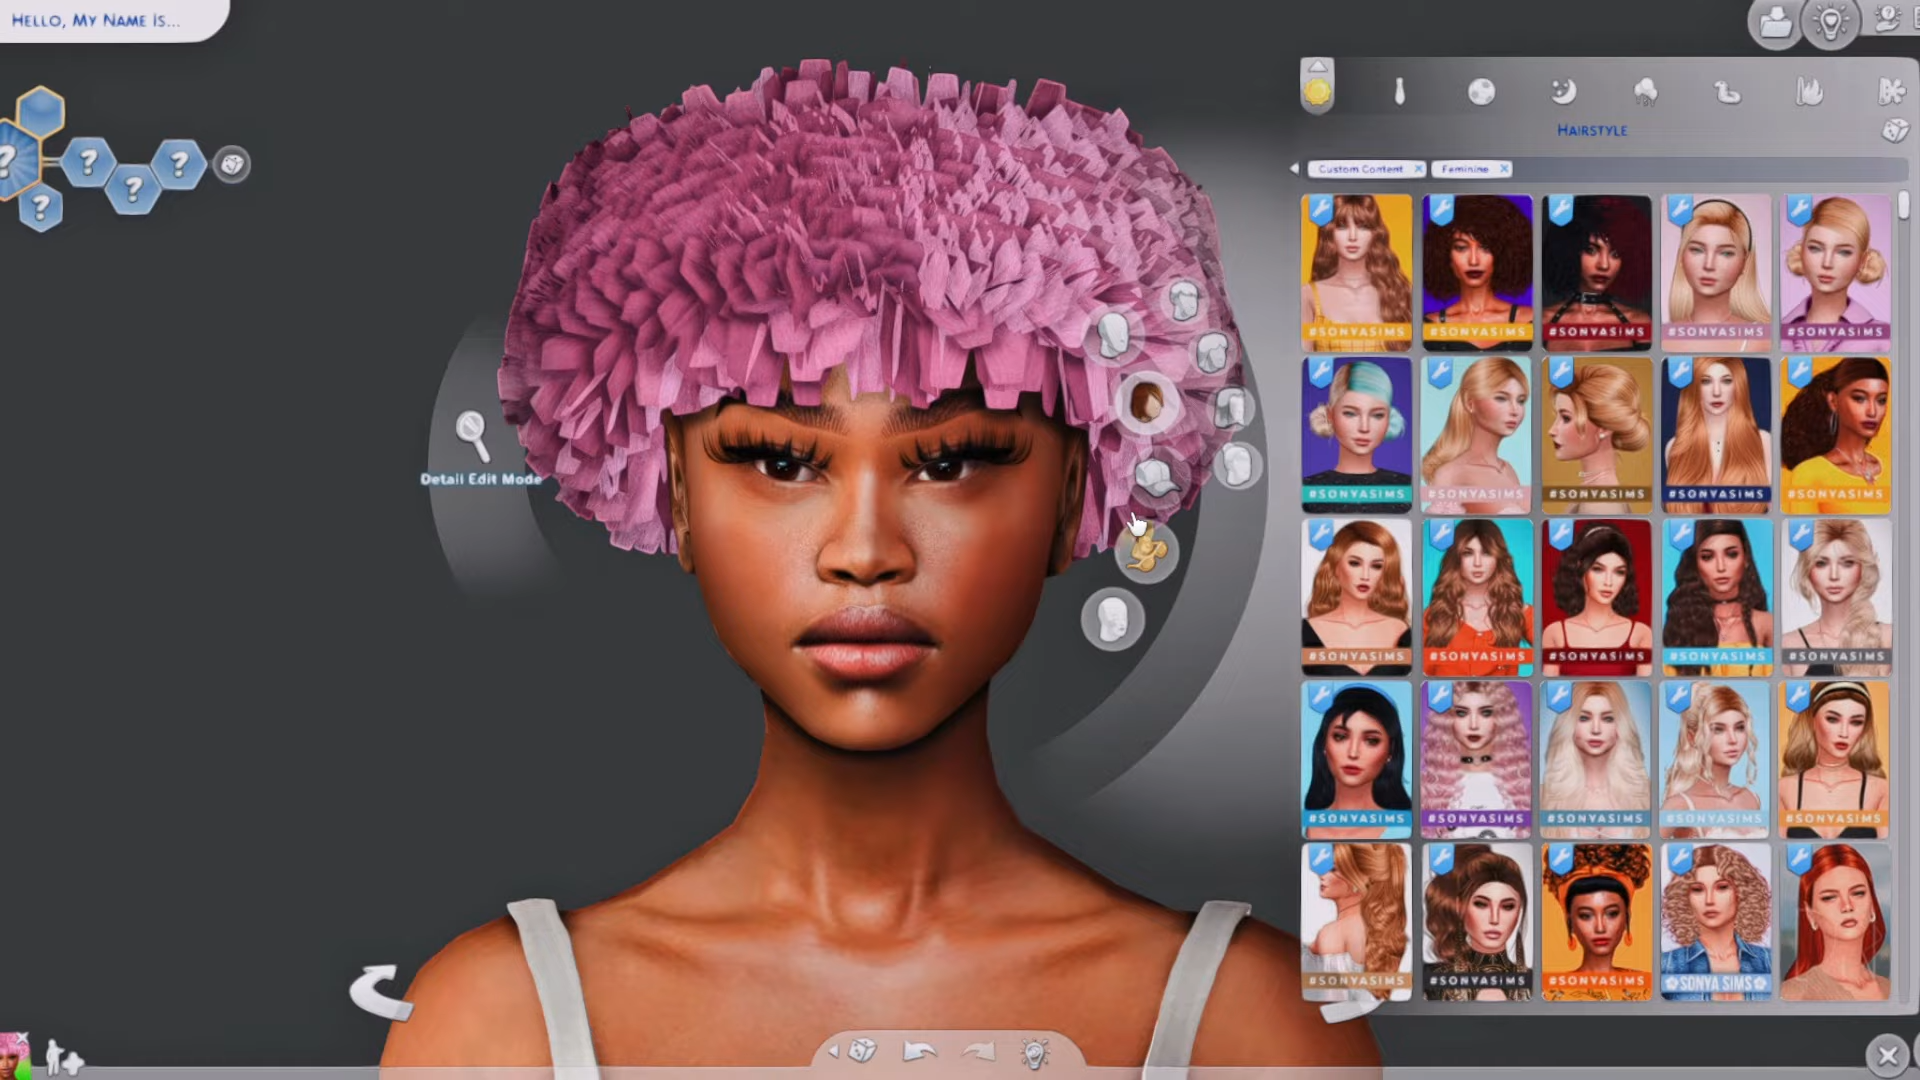 Hello, My Name Is...
Hairstyle
Custom Content
Feminine
#SONYASIMS #SONYASIMS #SONYASIMS #SONYASIMS #SONYASIMS
Detail Edit Mode
#SONYASIMS #SONYASIMS #SONYASIMS #SONYASIMS #SONYASIMS
#SONYASIMS #SONYASIMS #SONYASIMS #SONYASIMS #SONYASIMS
#SONYASIMS #SONYASIMS #SONYASIMS #SONYASIMS #SONYASIMS
#SONYASIMS #SONYASIMS #SONYASIMS SONYA SIMS